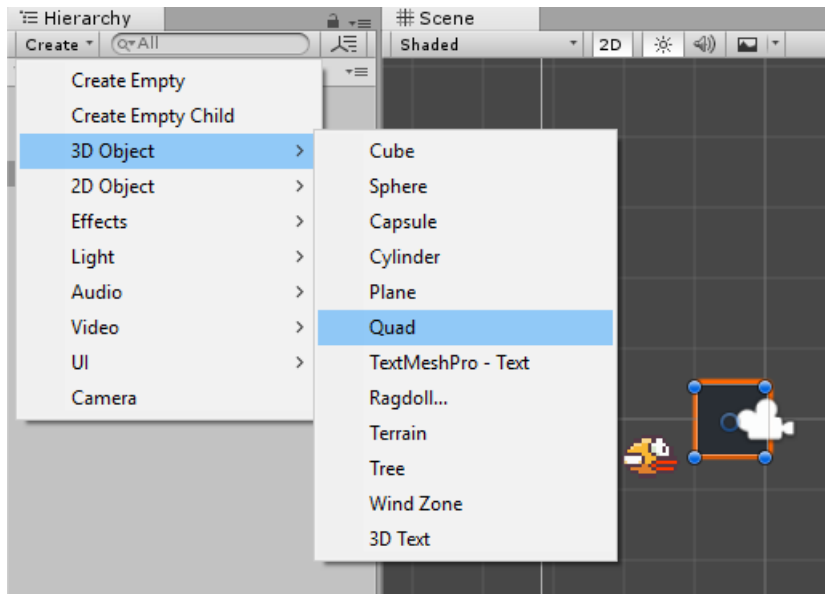 Hierarchy
Create All
Create Empty
Create Empty Child
3D Object
2D Object
Effects
Light
Audio
Video
UI
Camera
Cube
Sphere
Capsule
Cylinder
Plane
Quad
TextMeshPro - Text
Ragdoll...
Terrain
Tree
Wind Zone
3D Text
# Scene
Shaded 2D